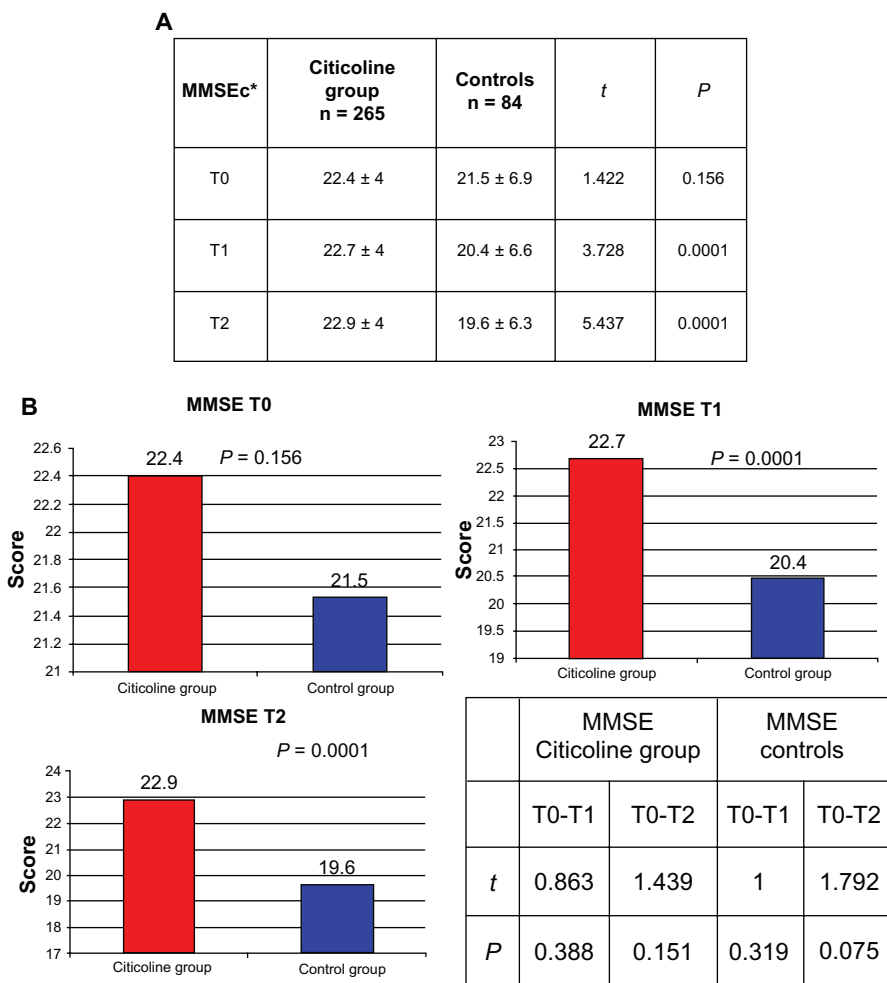 A
MMSEc*
Citicoline
group
n = 265
Controls
n = 84
t
P
T0
22.4 ± 4
21.5 ± 6.9
1.422
0.156
T1
22.7 ± 4
20.4 ± 6.6
3.728
0.0001
T2
22.9 ± 4
19.6 ± 6.3
5.437
0.0001
B
MMSE T0
22.6
22.4
22.2
22
21.8
21.6
21.4
21.2
21
Score
22.4
P = 0.156
21.5
Citicoline group
Control group
MMSE T1
23
22.5
22
21.5
21
20.5
20
19.5
19
Score
22.7
P = 0.0001
20.4
Citicoline group
Control group
MMSE T2
P = 0.0001
24
23
22
21
20
19
18
17
Score
22.9
19.6
Citicoline group
Control group
MMSE
Citicoline group
MMSE
controls
T0-T1
T0-T2
T0-T1
T0-T2
t
0.863
1.439
1
1.792
P
0.388
0.151
0.319
0.075